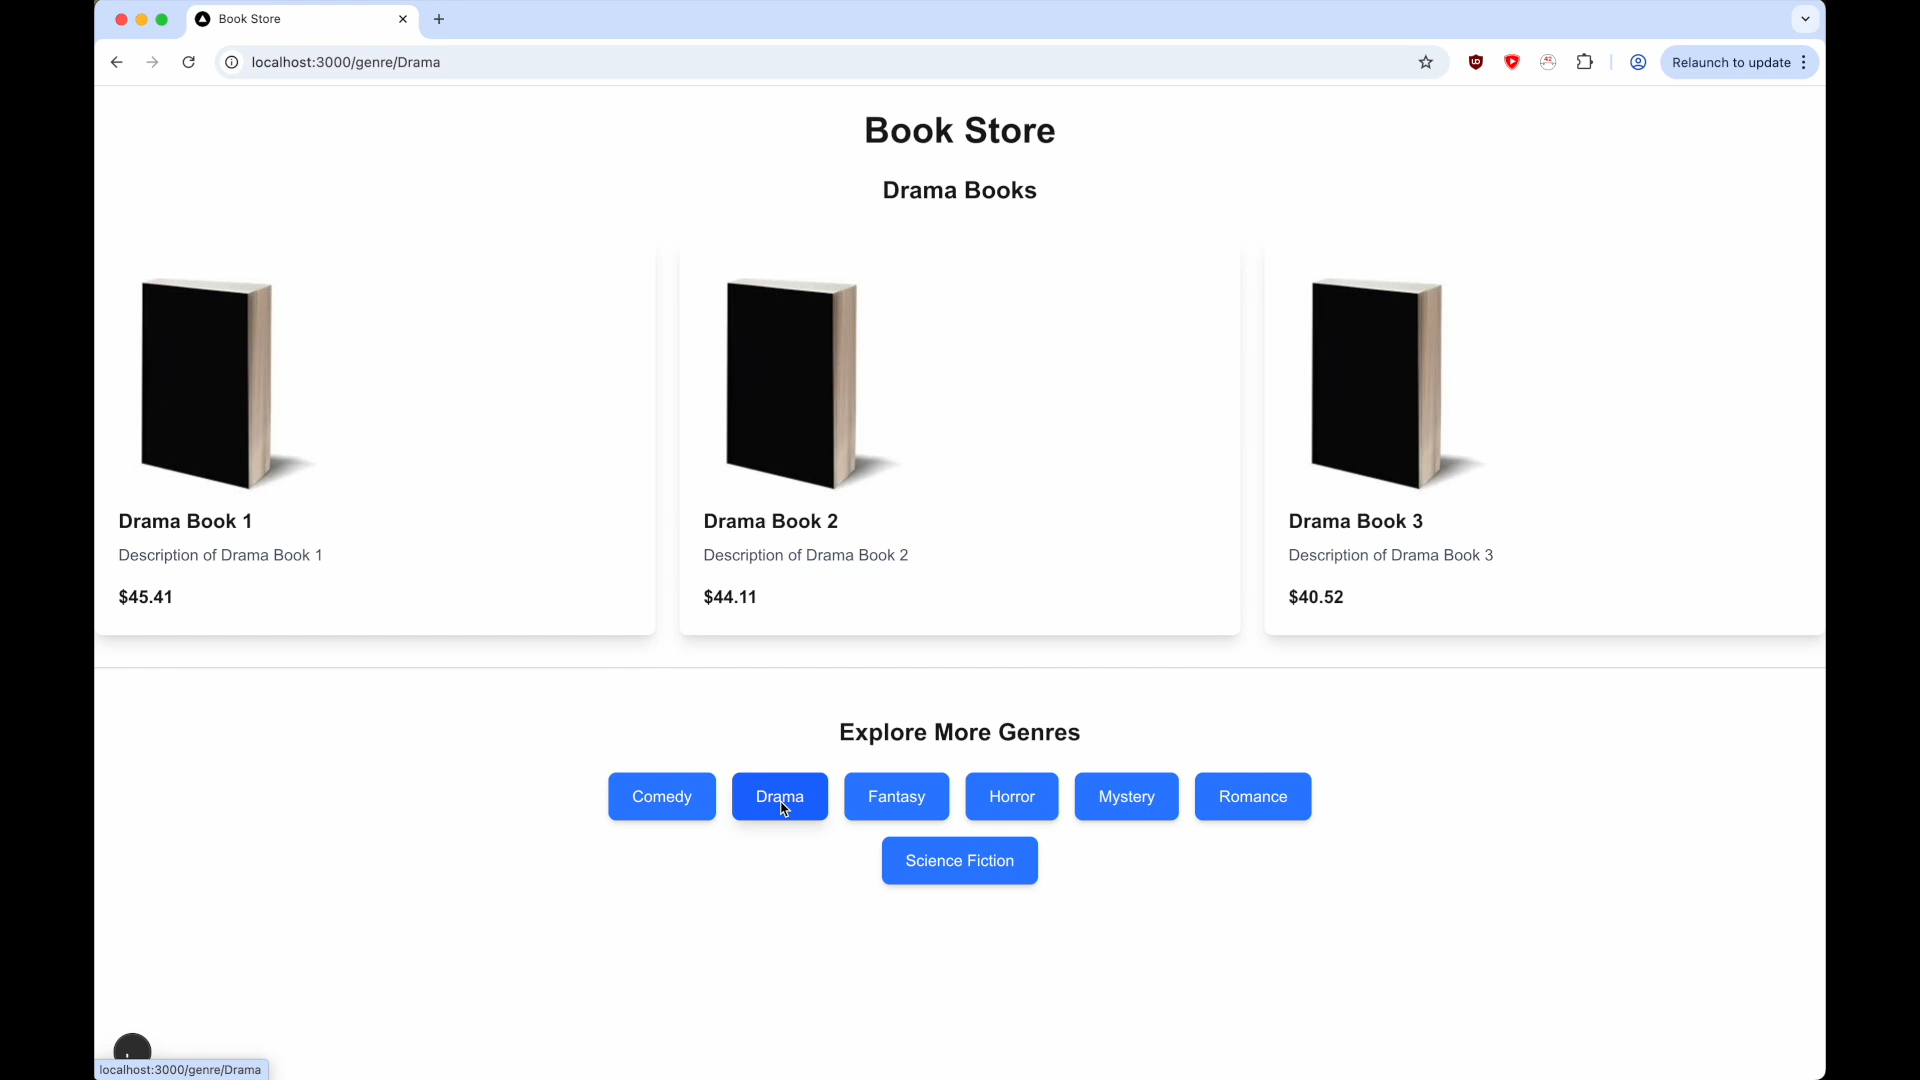 Book Store
localhost:3000/genre/Drama
Relaunch to update
Book Store
Drama Books
Drama Book 1
Description of Drama Book 1
$45.41
Drama Book 2
Description of Drama Book 2
$44.11
Drama Book 3
Description of Drama Book 3
$40.52
Explore More Genres
Comedy Drama Fantasy Horror Mystery Romance
Science Fiction
localhost:3000/genre/Drama